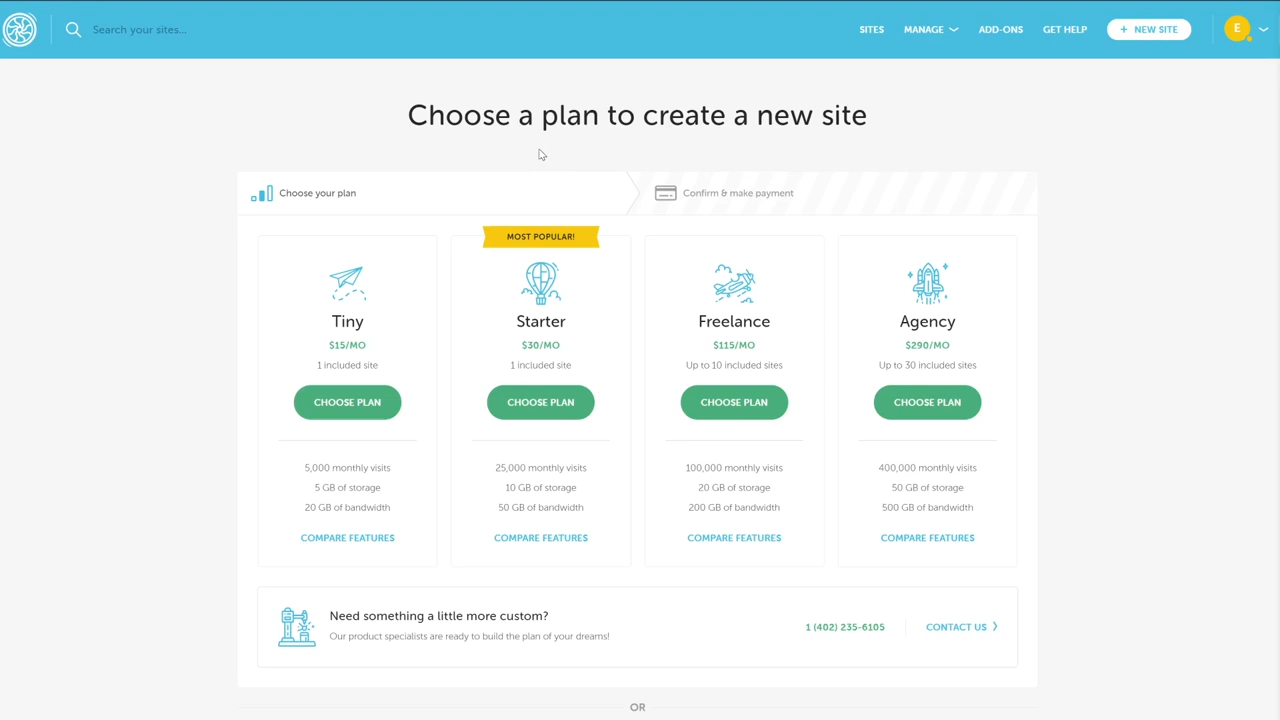 Search your sites...
SITES
MANAGE
ADD-ONS
GET HELP
+ NEW SITE
E
Choose a plan to create a new site
Choose your plan
Confirm & make payment
Tiny
$15/MO
1 included site
CHOOSE PLAN
5,000 monthly visits
5 GB of storage
20 GB of bandwidth
COMPARE FEATURES
MOST POPULAR!
Starter
$30/MO
1 included site
CHOOSE PLAN
25,000 monthly visits
10 GB of storage
50 GB of bandwidth
COMPARE FEATURES
Freelance
$115/MO
Up to 10 included sites
CHOOSE PLAN
100,000 monthly visits
20 GB of storage
200 GB of bandwidth
COMPARE FEATURES
Agency
$290/MO
Up to 30 included sites
CHOOSE PLAN
400,000 monthly visits
50 GB of storage
500 GB of bandwidth
COMPARE FEATURES
Need something a little more custom?
Our product specialists are ready to build the plan of your dreams!
1 (402) 235-6105
CONTACT US
OR